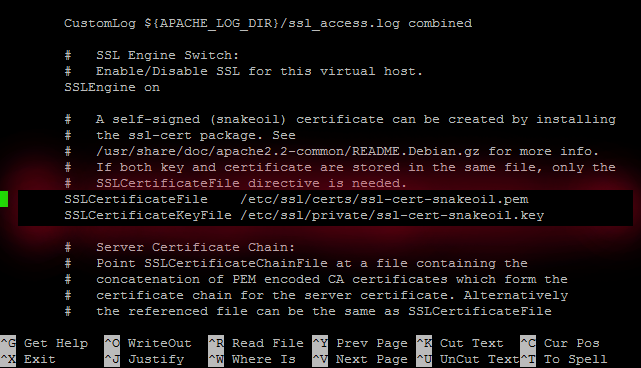 CustomLog ${APACHE_LOG_DIR}/ssl_access.log combined
#   SSL Engine Switch:
#   Enable/Disable SSL for this virtual host.
SSLEngine on
#   A self-signed (snakeoil) certificate can be created by installing
#   the ssl-cert package. See
#   /usr/share/doc/apache2.2-common/README.Debian.gz for more info.
#   If both key and certificate are stored in the same file, only the
#   SSLCertificateFile directive is needed.
SSLCertificateFile    /etc/ssl/certs/ssl-cert-snakeoil.pem
SSLCertificateKeyFile /etc/ssl/private/ssl-cert-snakeoil.key
#   Server Certificate Chain:
#   Point SSLCertificateChainFile at a file containing the
#   concatenation of PEM encoded CA certificates which form the
#   certificate chain for the server certificate. Alternatively
#   the referenced file can be the same as SSLCertificateFile
^G Get Help  ^O WriteOut  ^R Read File ^Y Prev Page ^K Cut Text  ^C Cur Pos
^X Exit      ^J Justify   ^W Where Is  ^V Next Page ^U UnCut Text^T To Spell